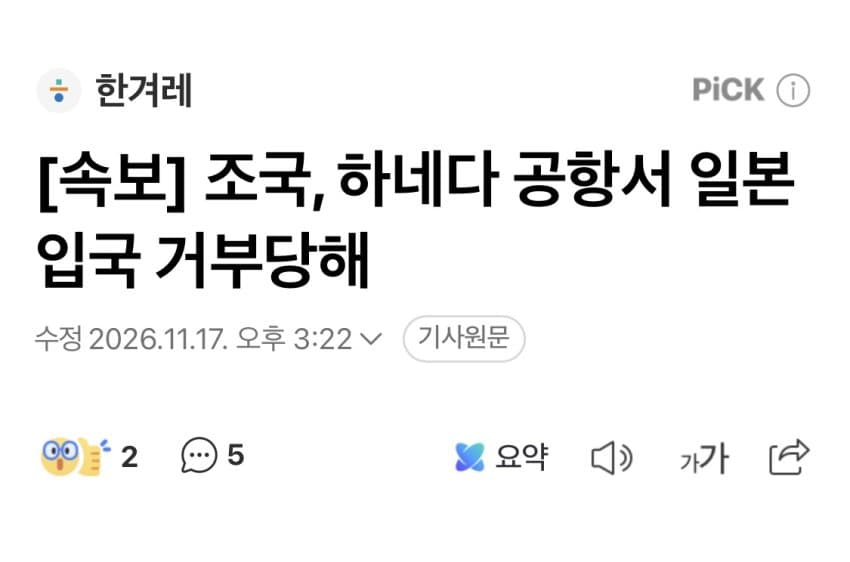 한겨레
PiCK
[속보] 조국, 하네다 공항서 일본
입국 거부당해
수정 2026.11.17. 오후 3:22
기사원문
2
5
요약
가가